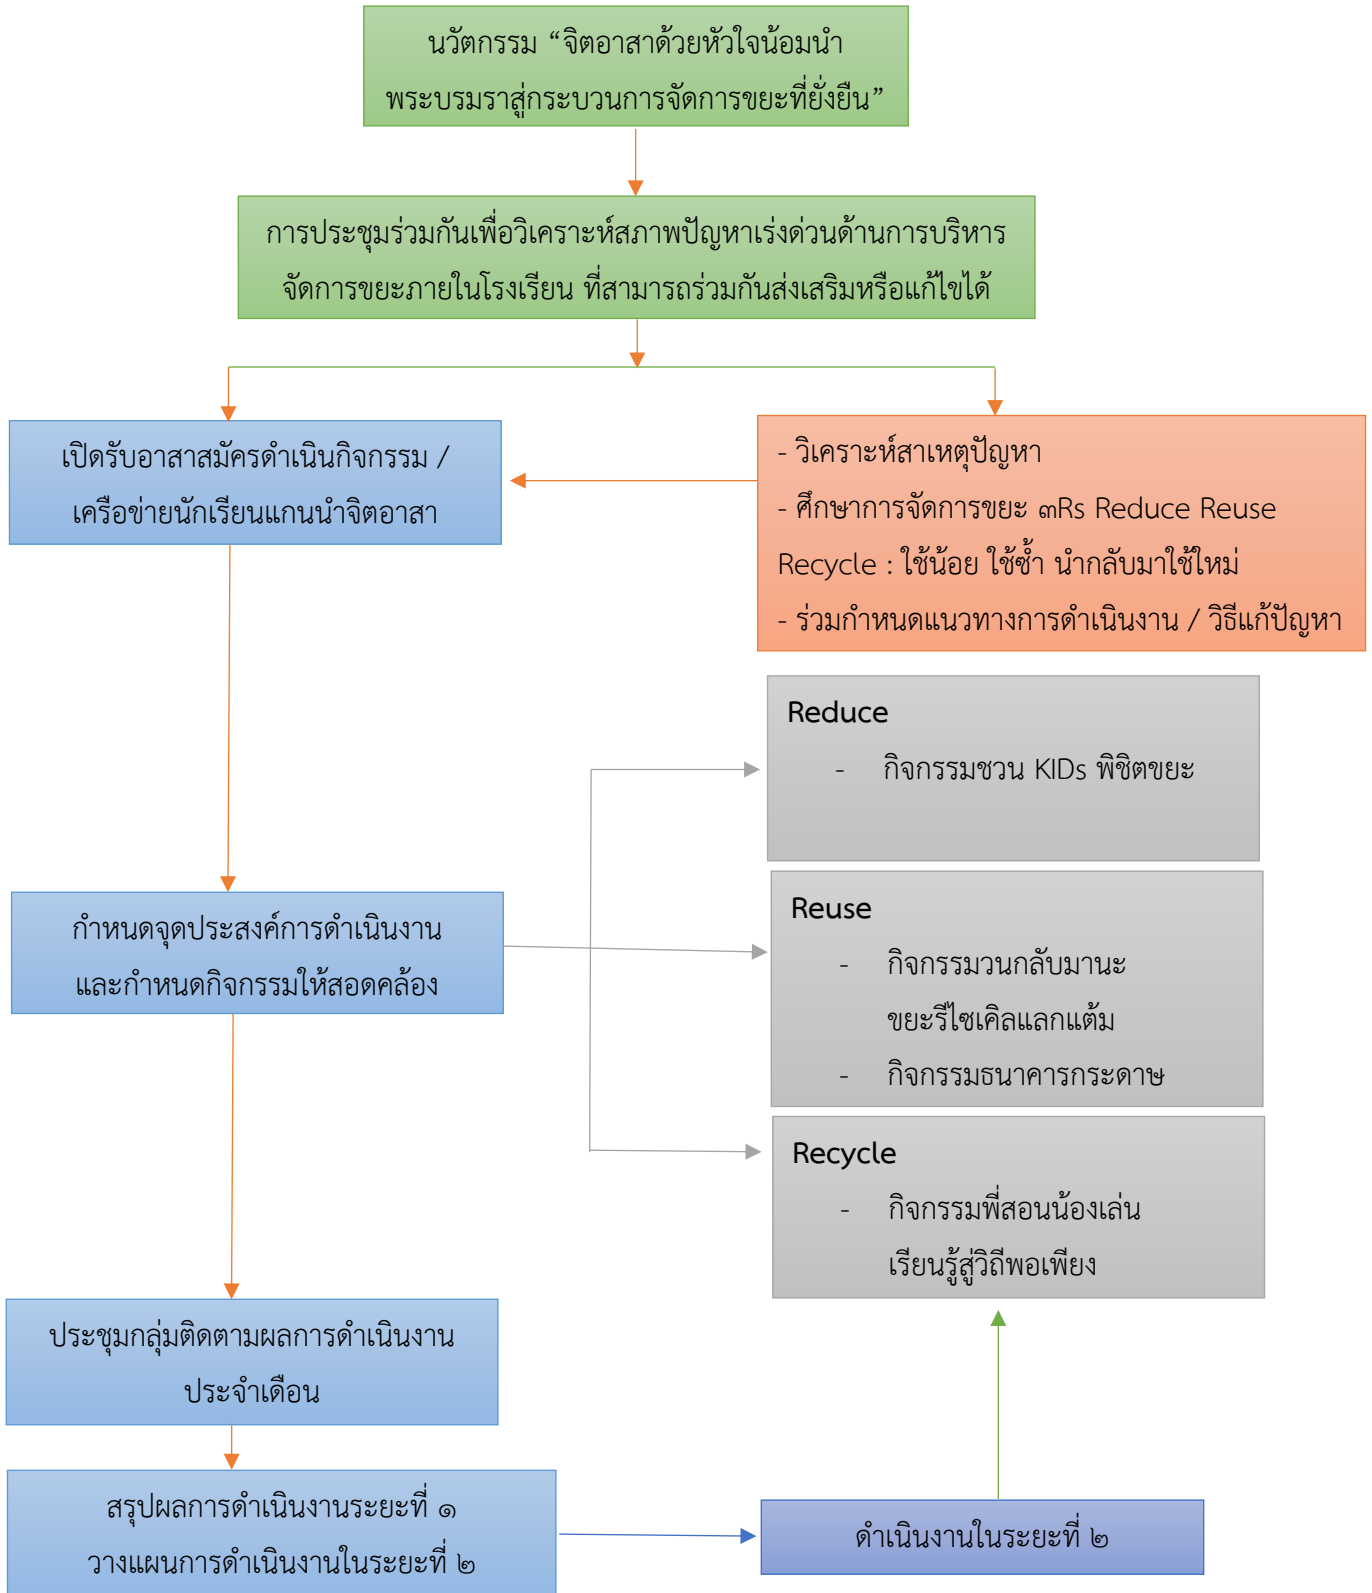 นวัตกรรม “จิตอาสาด้วยหัวใจน้อมนำ
พระบรมราสู่กระบวนการจัดการขยะที่ยั่งยืน”
การประชุมร่วมกันเพื่อวิเคราะห์สภาพปัญหาเร่งด่วนด้านการบริหาร
จัดการขยะภายในโรงเรียน ที่สามารถร่วมกันส่งเสริมหรือแก้ไขได้
เปิดรับอาสาสมัครดำเนินกิจกรรม /
เครือข่ายนักเรียนแกนนำจิตอาสา
- วิเคราะห์สาเหตุปัญหา
- ศึกษาการจัดการขยะ ๓Rs Reduce Reuse
Recycle : ใช้น้อย ใช้ซ้ำ นำกลับมาใช้ใหม่
- ร่วมกำหนดแนวทางการดำเนินงาน / วิธีแก้ปัญหา
Reduce
- กิจกรรมชวน KIDs พิชิตขยะ
กำหนดจุดประสงค์การดำเนินงาน
และกำหนดกิจกรรมให้สอดคล้อง
Reuse
- กิจกรรมวนกลับมานะ
ขยะรีไซเคิลแลกแต้ม
- กิจกรรมธนาคารกระดาษ
Recycle
- กิจกรรมพี่สอนน้องเล่น
เรียนรู้สู่วิถีพอเพียง
ประชุมกลุ่มติดตามผลการดำเนินงาน
ประจำเดือน
สรุปผลการดำเนินงานระยะที่ ๑
วางแผนการดำเนินงานในระยะที่ ๒
ดำเนินงานในระยะที่ ๒